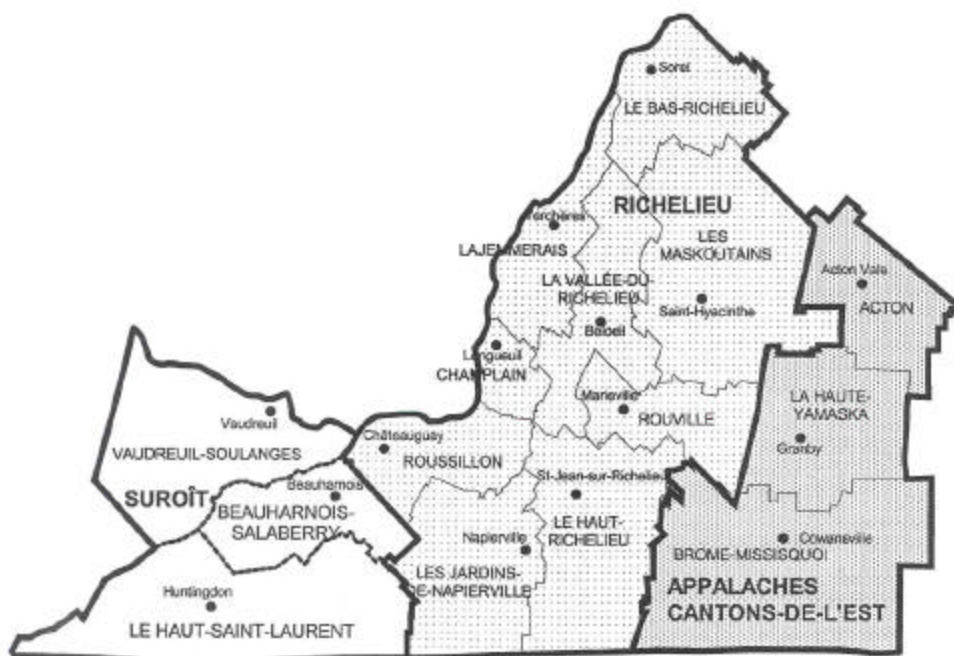 Sorel
LE BAS-RICHELIEU
RICHELIEU
Verchères
LAJEMMERAIS
LES
MASKOUTAINS
LA VALLÉE-DU-
RICHELIEU
Acton Vale
ACTON
Saint-Hyacinthe
Beloeil
Longueuil
CHAMPLAIN
Marieville
ROUVILLE
LA HAUTE-
YAMASKA
Granby
Vaudreuil
VAUDREUIL-SOULANGES
Châteauguay
ROUSSILLON
SUROÎT
Beauharnois
BEAUHARNOIS-
SALABERRY
St-Jean-sur-Richelieu
LE HAUT-
RICHELIEU
Napierville
LES JARDINS-
DE-NAPIERVILLE
Cowansville
BROME-MISSISQUOI
APPALACHES
CANTONS-DE-L'EST
Huntingdon
LE HAUT-SAINT-LAURENT